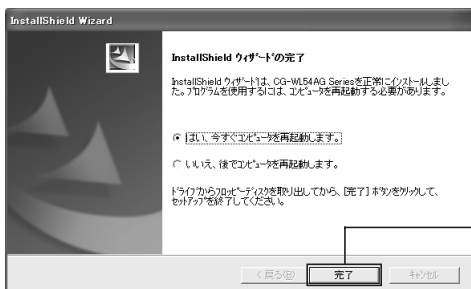 InstallShield Wizard
InstallShield ｳｨｻﾞｰﾄﾞの完了
InstallShield ｳｨｻﾞｰﾄﾞは、CG-WL54AG Seriesを正常にｲﾝｽﾄｰﾙしまし
た。ﾌﾟﾛｸﾞﾗﾑを使用するには、ｺﾝﾋﾟｭｰﾀを再起動する必要があります。
はい、今すぐｺﾝﾋﾟｭｰﾀを再起動します。
いいえ、後でｺﾝﾋﾟｭｰﾀを再起動します。
ﾄﾞﾗｲﾌﾞからﾌﾛｯﾋﾟｰﾃﾞｨｽｸを取り出してから、[完了] ﾎﾞﾀﾝをｸﾘｯｸして、
ｾｯﾄｱｯﾌﾟを終了してください。
< 戻る(B) 完了 ｷｬﾝｾﾙ